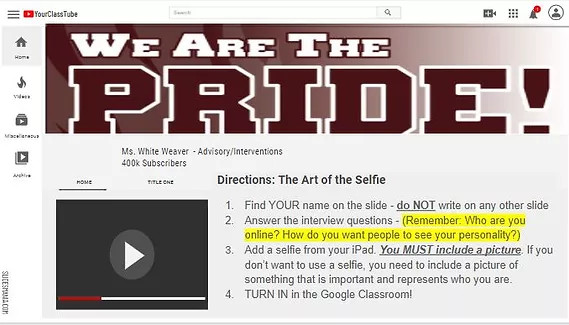 YourClassTube
Search
Home
Videos
Miscellaneous
Archive
WE ARE THE
PRIDE!
Ms. White Weaver - Advisory/Interventions
400k Subscribers
HOME
TITLE ONE
Directions: The Art of the Selfie
1. Find YOUR name on the slide - do NOT write on any other slide
2. Answer the interview questions - (Remember: Who are you
online? How do you want people to see your personality?)
3. Add a selfie from your iPad. You MUST include a picture. If you
don't want to use a selfie, you need to include a picture of
something that is important and represents who you are.
4. TURN IN in the Google Classroom!
SLIDESMANIA.COM